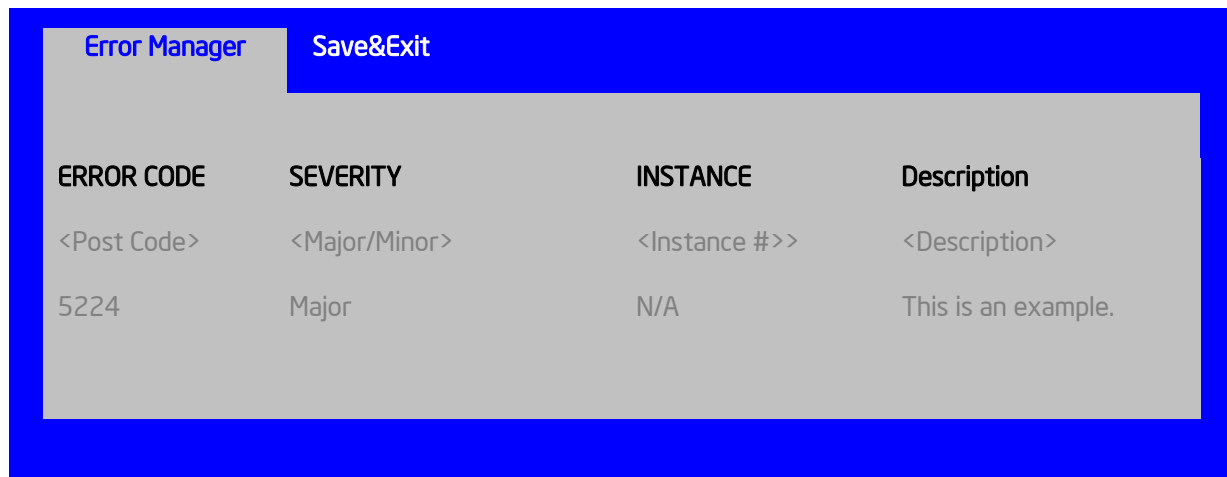 Error Manager Save&Exit
ERROR CODE SEVERITY INSTANCE Description
<Post Code> <Major/Minor> <Instance #>> <Description>
5224 Major N/A This is an example.